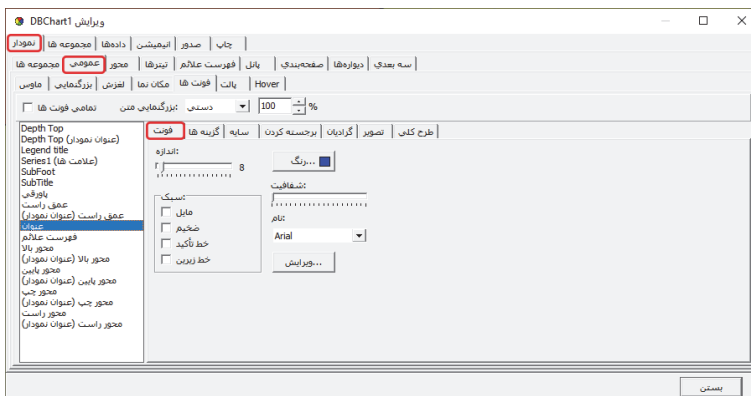 ویرایش DBChart1
نمودار مجموعه ها داده‌ها انیمیشن صدور چاپ
مجموعه ها محور عمومي تیترها فهرست علائم پانل صفحه‌بندي دیوارها سه بعدي
ماوس بزرگنمایی لغزش مکان نما فونت ها پالت Hover
تمامی فونت ها بزرگنمایی متن: دستی 100 %
فونت گزینه ها سایه برجسته کردن گرادیان تصویر طرح کلی
Depth Top
Depth Top (عنوان نمودار)
Legend title
Series1 (علامت ها)
SubFoot
SubTitle
پاورقی
عمق راست
عمق راست (عنوان نمودار)
عنوان
فهرست علائم
محور بالا
محور بالا (عنوان نمودار)
محور پایین
محور پایین (عنوان نمودار)
محور چپ
محور چپ (عنوان نمودار)
محور راست
محور راست (عنوان نمودار)
اندازه:
8
سبک:
مایل
ضخیم
خط تأکید
خط زیرین
رنگ...
شفافیت:
نام:
Arial
ویرایش...
بستن